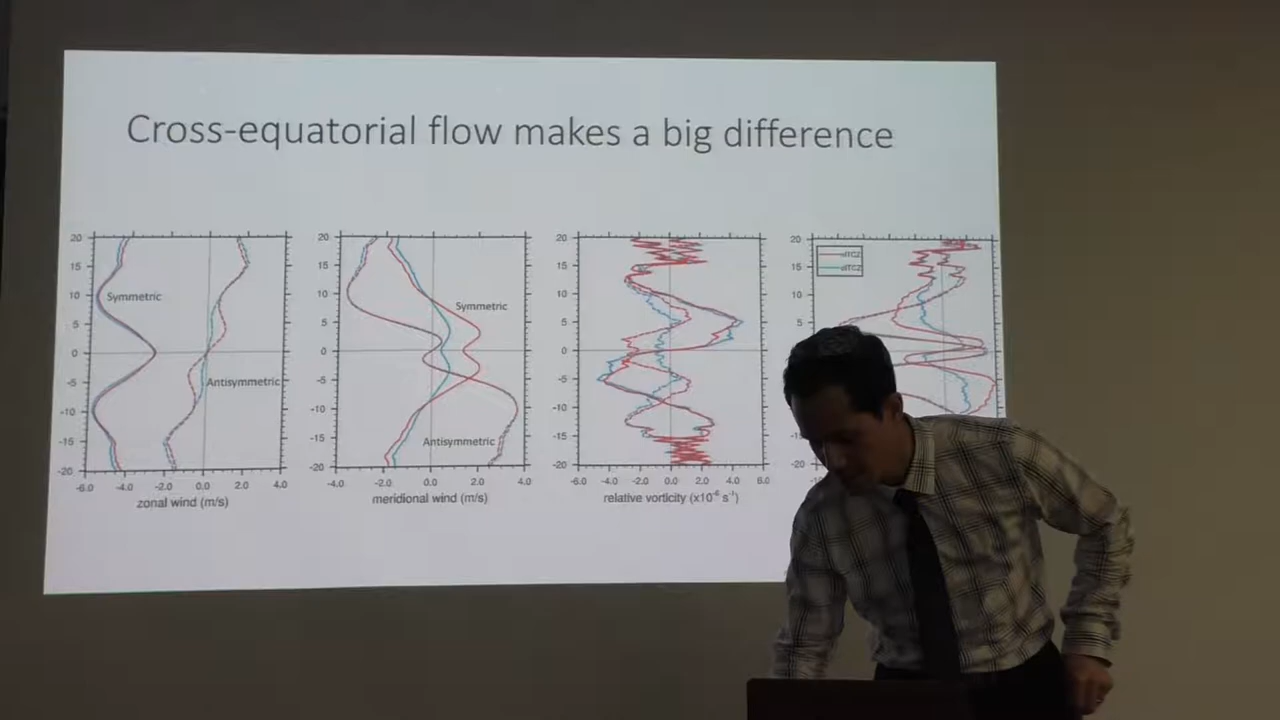 Cross-equatorial flow makes a big difference
20
15
10
5
0
-5
-10
-15
-20
Symmetric
Antisymmetric
-6.0 -4.0 -2.0 0.0 2.0 4.0
zonal wind (m/s)
20
15
10
5
0
-5
-10
-15
-20
Symmetric
Antisymmetric
-4.0 -2.0 0.0 2.0 4.0
meridional wind (m/s)
20
15
10
5
0
-5
-10
-15
-20
-6.0 -4.0 -2.0 0.0 2.0 4.0 6.0
relative vorticity (x10⁻⁶ s⁻¹)
20
15
10
5
-20